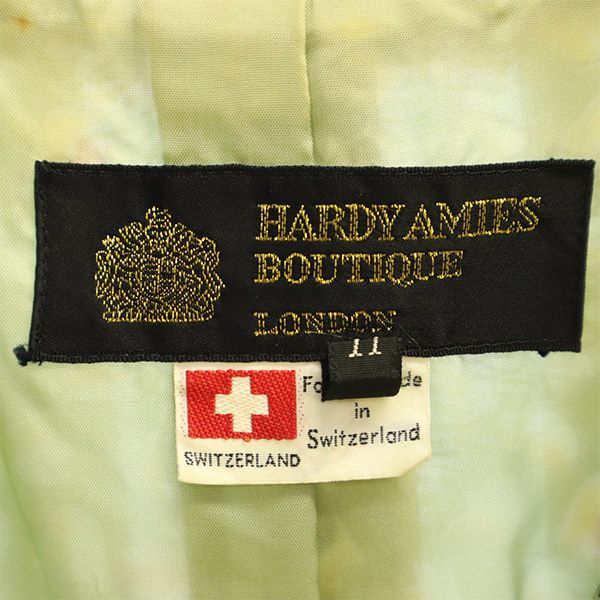 HARDY AMIES
BOUTIQUE
LONDON
11
in
Switzerland
SWITZERLAND